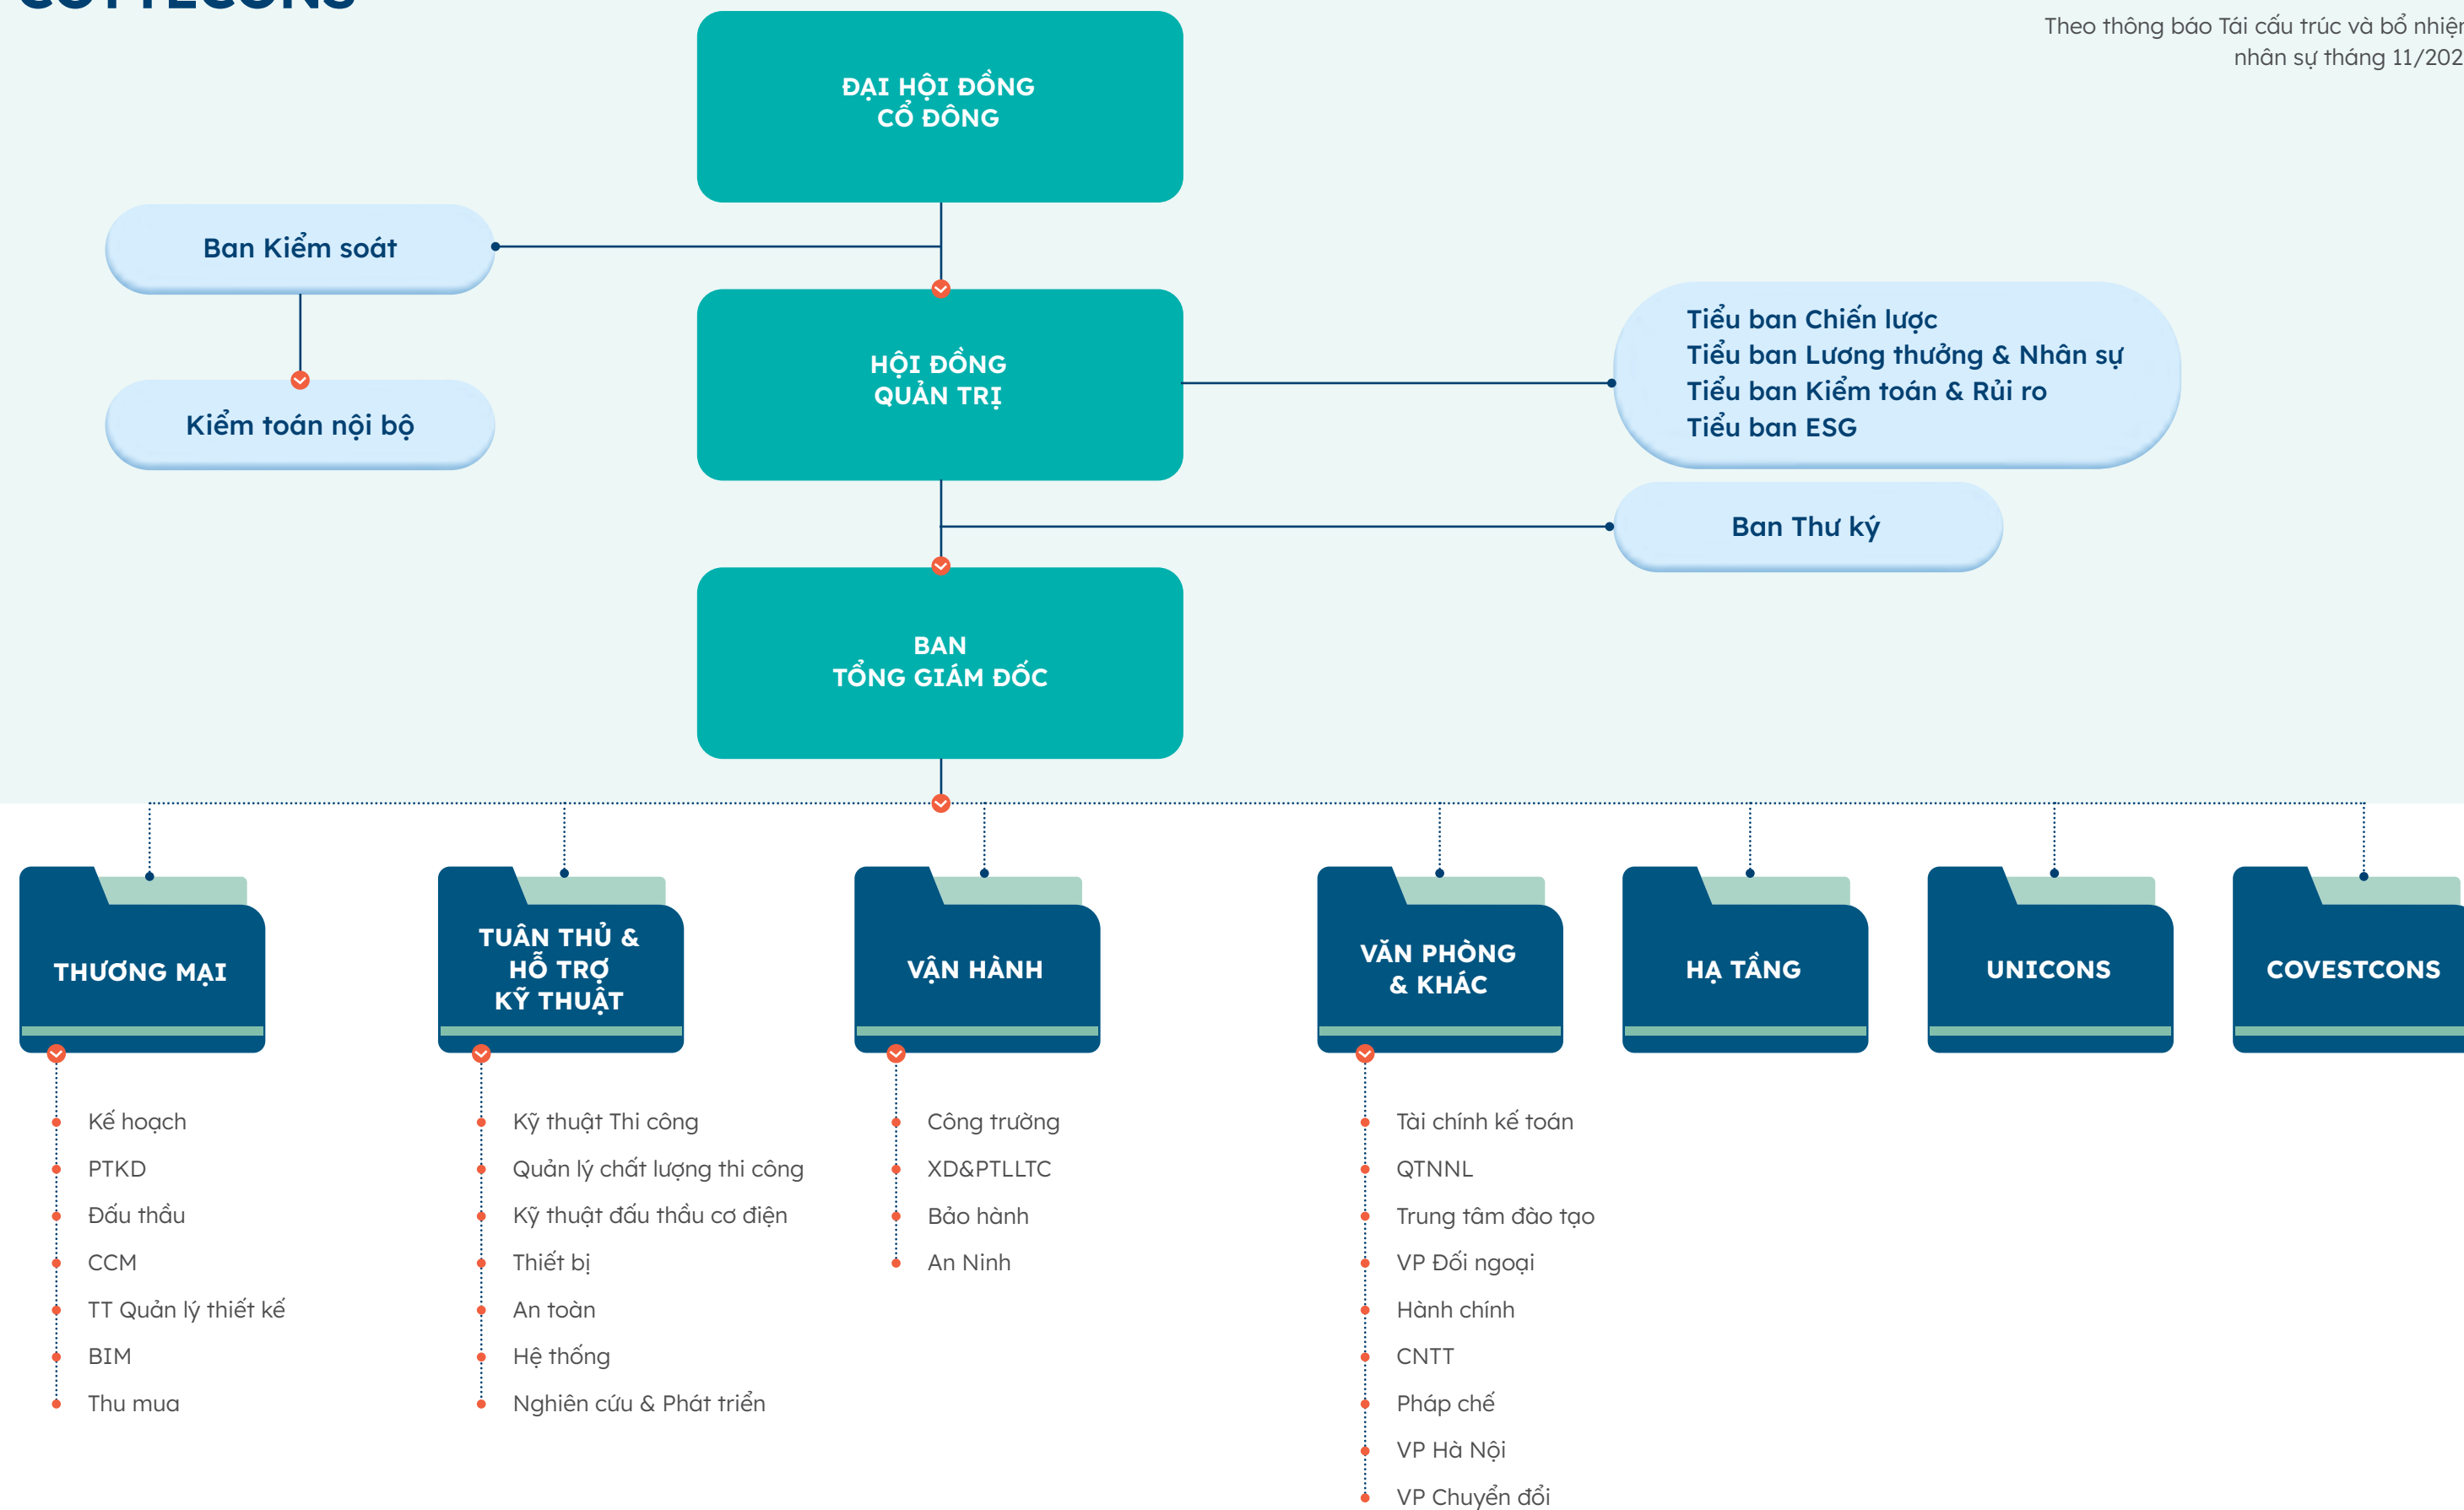 Theo thông báo Tái cấu trúc và bổ
nhân sự tháng
ĐẠI HỘI ĐỒNG
CỔ ĐÔNG
Ban Kiểm soát
Kiểm toán nội bộ
HỘI ĐỒNG
QUẢN TRỊ
Tiểu ban Chiến lược
Tiểu ban Lương thưởng & Nhân sự
Tiểu ban Kiểm toán & Rủi ro
Tiểu ban ESG
Ban Thư ký
BAN
TỔNG GIÁM ĐỐC
THƯƠNG MẠI
Kế hoạch
PTKD
Đấu thầu
CCM
TT Quản lý thiết kế
BIM
Thu mua
TUÂN THỦ &
HỖ TRỢ
KỸ THUẬT
Kỹ thuật Thi công
Quản lý chất lượng thi công
Kỹ thuật đấu thầu cơ điện
Thiết bị
An toàn
Hệ thống
Nghiên cứu & Phát triển
VẬN HÀNH
Công trường
XD&PTLLTC
Bảo hành
An Ninh
VĂN PHÒNG
& KHÁC
Tài chính kế toán
QTNNL
Trung tâm đào tạo
VP Đối ngoại
Hành chính
CNTT
Pháp chế
VP Hà Nội
VP Chuyển đổi
HẠ TẦNG
UNICONS
COVESTCONS